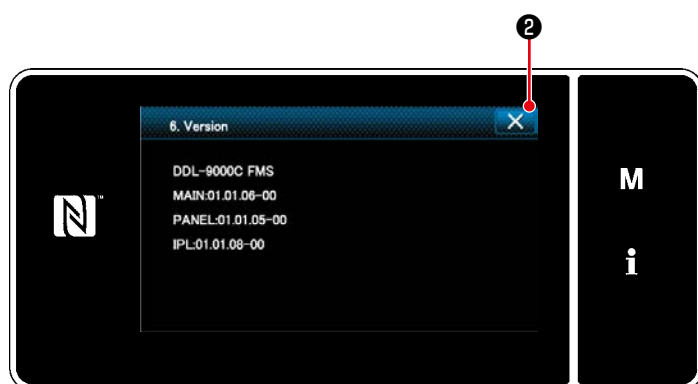 ❷
6. Version
DDL-9000C FMS
MAIN:01.01.06-00
PANEL:01.01.05-00
IPL:01.01.08-00
N™
M
i